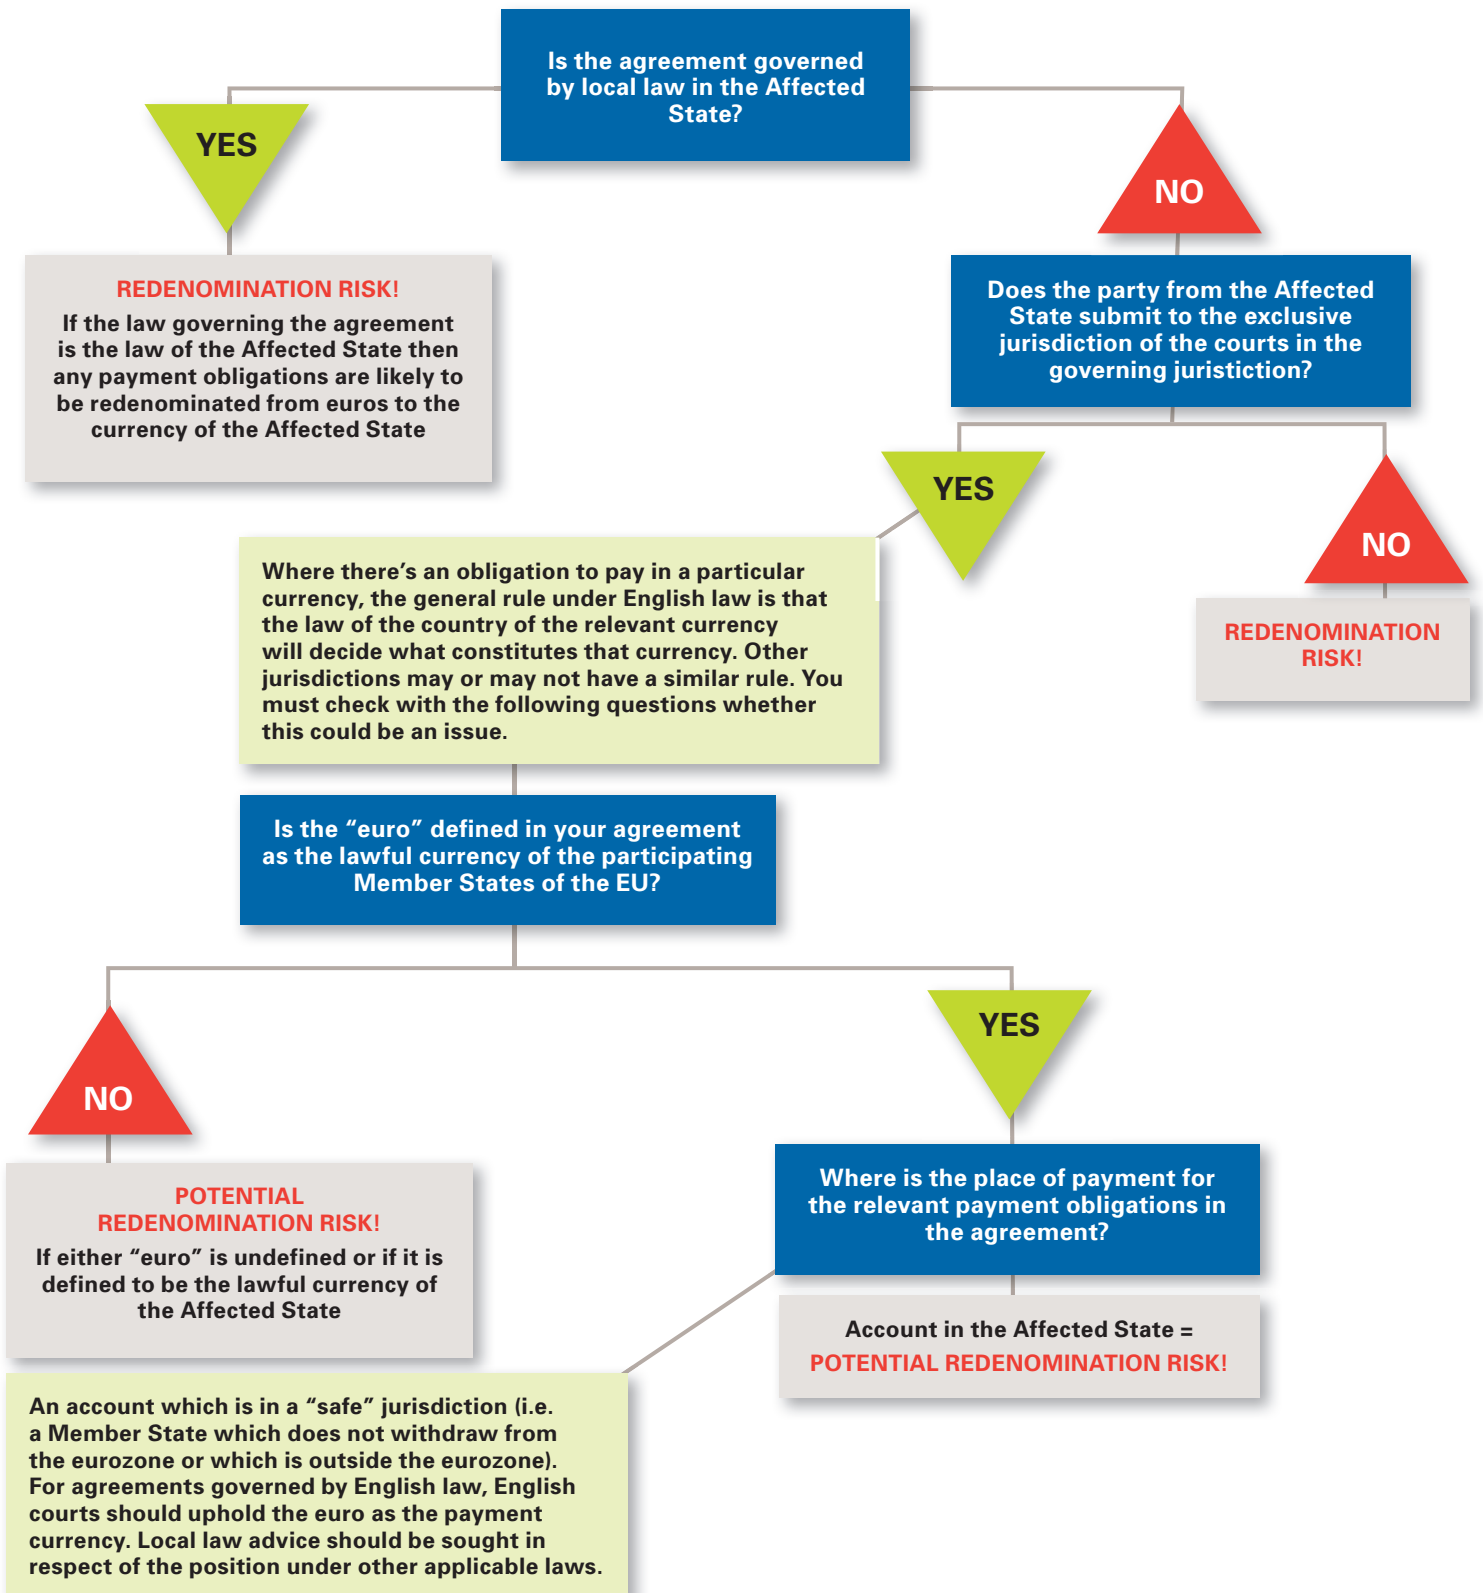 Is the agreement governed
by local law in the Affected
State?
YES
NO
REDENOMINATION RISK!
If the law governing the agreement
is the law of the Affected State then
any payment obligations are likely to
be redenominated from euros to the
currency of the Affected State
Does the party from the Affected
State submit to the exclusive
jurisdiction of the courts in the
governing juristiction?
YES
NO
REDENOMINATION
RISK!
Where there's an obligation to pay in a particular
currency, the general rule under English law is that
the law of the country of the relevant currency
will decide what constitutes that currency. Other
jurisdictions may or may not have a similar rule. You
must check with the following questions whether
this could be an issue.
Is the “euro” defined in your agreement
as the lawful currency of the participating
Member States of the EU?
NO
YES
POTENTIAL
REDENOMINATION RISK!
If either “euro” is undefined or if it is
defined to be the lawful currency of
the Affected State
Where is the place of payment for
the relevant payment obligations in
the agreement?
Account in the Affected State =
POTENTIAL REDENOMINATION RISK!
An account which is in a “safe” jurisdiction (i.e.
a Member State which does not withdraw from
the eurozone or which is outside the eurozone).
For agreements governed by English law, English
courts should uphold the euro as the payment
currency. Local law advice should be sought in
respect of the position under other applicable laws.